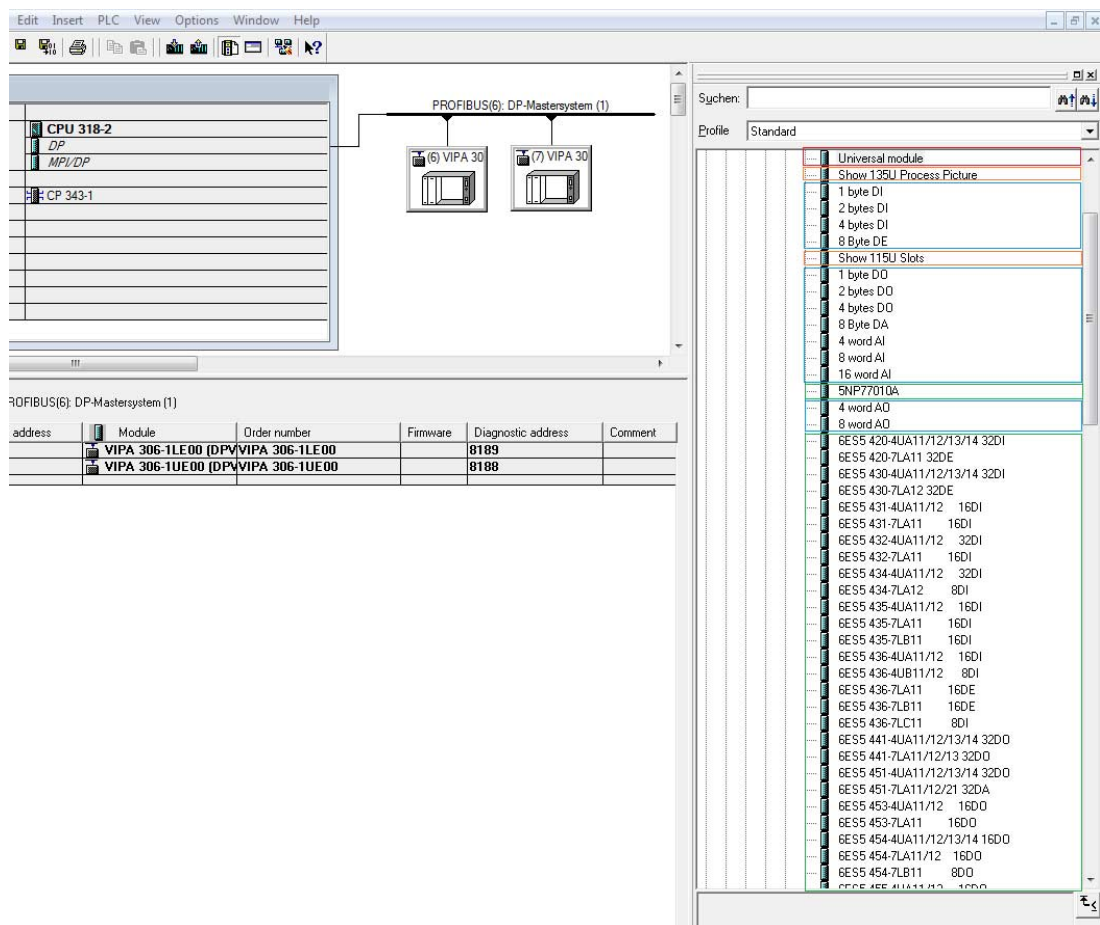 Edit Insert PLC View Options Window Help
CPU 318-2
DP
MPI/DP
CP 343-1
PROFIBUS(6): DP-Mastersystem (1)
(6) VIPA 30
(7) VIPA 30
ROFIBUS(6): DP-Mastersystem (1)
address Module Order number Firmware Diagnostic address Comment
VIPA 306-1LE00 (DPV VIPA 306-1LE00 8189
VIPA 306-1UE00 (DPV VIPA 306-1UE00 8188
Suchen:
Profile Standard
Universal module
Show 135U Process Picture
1 byte DI
2 bytes DI
4 bytes DI
8 Byte DE
Show 115U Slots
1 byte DO
2 bytes DO
4 bytes DO
8 Byte DA
4 word AI
8 word AI
16 word AI
5NP77010A
4 word AO
8 word AO
6ES5 420-4UA11/12/13/14 32DI
6ES5 420-7LA11 32DE
6ES5 430-4UA11/12/13/14 32DI
6ES5 430-7LA12 32DE
6ES5 431-4UA11/12 16DI
6ES5 431-7LA11 16DI
6ES5 432-4UA11/12 32DI
6ES5 432-7LA11 16DI
6ES5 434-4UA11/12 32DI
6ES5 434-7LA12 8DI
6ES5 435-4UA11/12 16DI
6ES5 435-7LA11 16DI
6ES5 435-7LB11 16DI
6ES5 436-4UA11/12 16DI
6ES5 436-4UB11/12 8DI
6ES5 436-7LA11 16DE
6ES5 436-7LB11 16DE
6ES5 436-7LC11 8DI
6ES5 441-4UA11/12/13/14 32DO
6ES5 441-7LA11/12/13 32DO
6ES5 451-4UA11/12/13/14 32DO
6ES5 451-7LA11/12/21 32DA
6ES5 453-4UA11/12 16DO
6ES5 453-7LA11 16DO
6ES5 454-4UA11/12/13/14 16DO
6ES5 454-7LA11/12 16DO
6ES5 454-7LB11 8DO